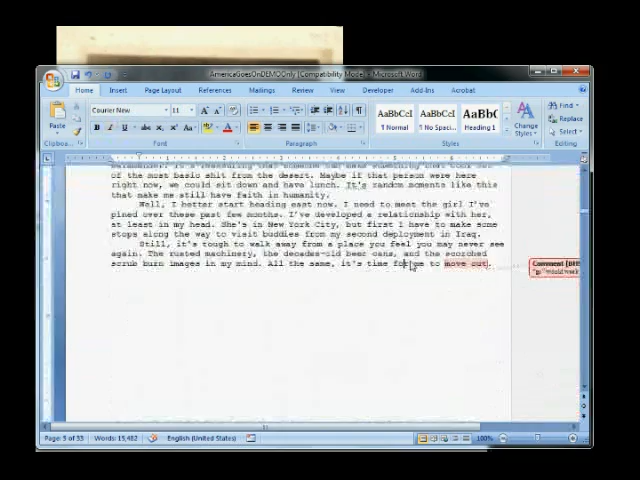 AmericaGoesOnDEMOOnly [Compatibility Mode] - Microsoft Word
Home Insert Page Layout References Mailings Review View Developer Add-Ins Acrobat
Courier New 11
Paste
AaBbCcI AaBbCcI AaBbC
¶ Normal ¶ No Spaci... Heading 1
Change Styles
Find
Replace
Select
Clipboard Font Paragraph Styles Editing
of the most basic shit from the desert. Maybe if that person were here
right now, we could sit down and have lunch. It's random moments like this
that make me still have faith in humanity.
Well, I better start heading east now. I need to meet the girl I've
pined over these past few months. I've developed a relationship with her,
at least in my head. She's in New York City, but first I have to make some
stops along the way to visit buddies from my second deployment in Iraq.
Still, it's tough to walk away from a place you feel you may never see
again. The rusted machinery, the decades-old beer cans, and the scorched
scrub burn images in my mind. All the same, it's time for me to move out.
Comment
"go" would work
Page: 5 of 33 Words: 15,482 English (United States) 100%